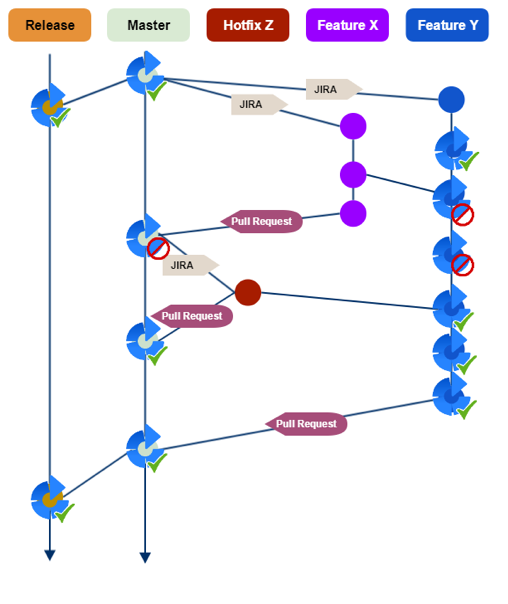 Release
Master
Hotfix Z
Feature X
Feature Y
JIRA
JIRA
Pull Request
JIRA
Pull Request
Pull Request